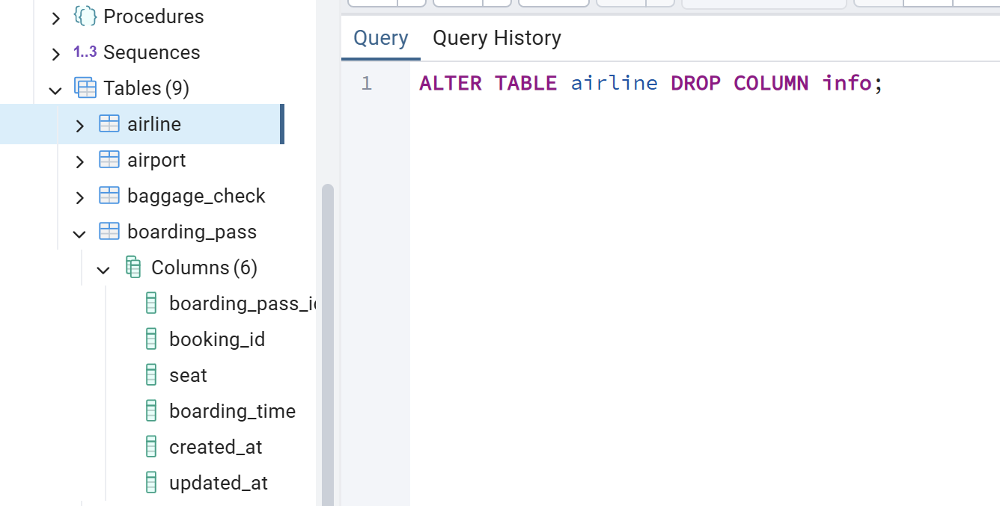 Procedures
1..3 Sequences
Tables (9)
airline
airport
baggage_check
boarding_pass
Columns (6)
boarding_pass_i
booking_id
seat
boarding_time
created_at
updated_at
Query Query History
1 ALTER TABLE airline DROP COLUMN info;